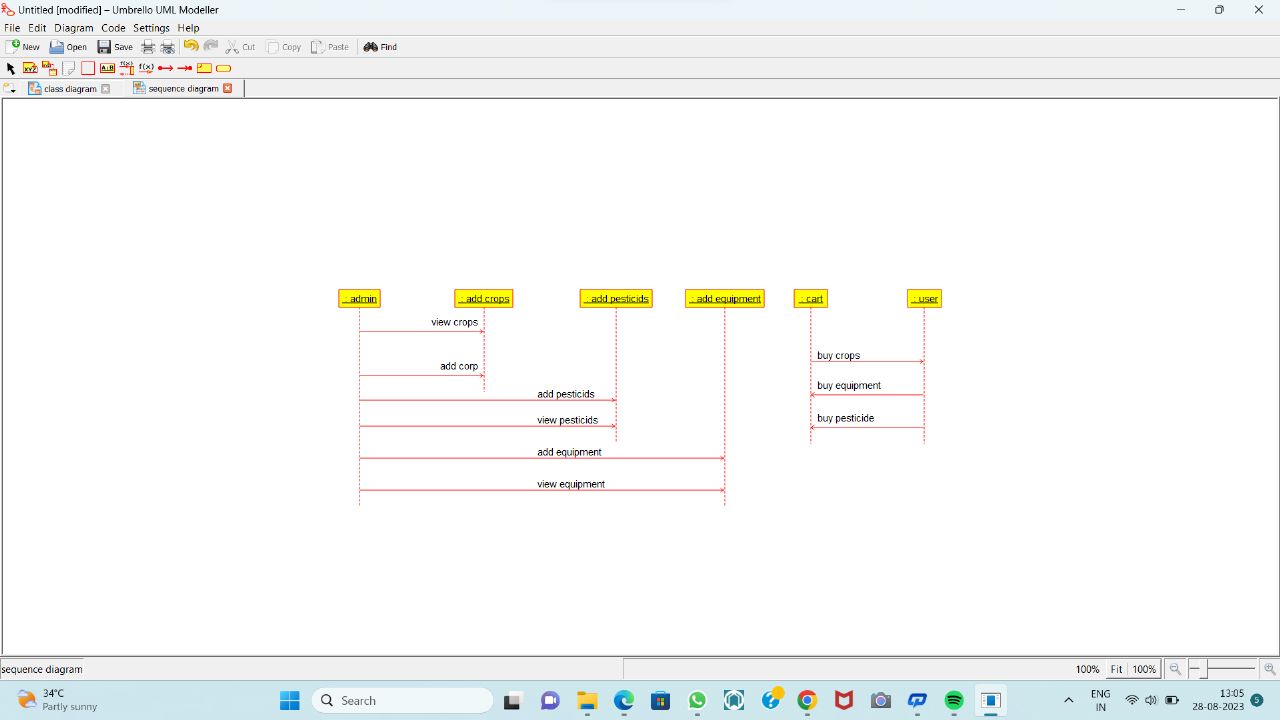 Untitled [modified] – Umbrello UML Modeller
File Edit Diagram Code Settings Help
New Open Save Cut Copy Paste Find
class diagram sequence diagram
: admin : add crops : add pesticids : add equipment : cart : user
view crops
buy crops
add corp
buy equipment
add pesticids
buy pesticide
view pesticids
add equipment
view equipment
sequence diagram 100% Fit 100%
34°C
Partly sunny
Search
ENG
IN
13:05
28-08-2023
5